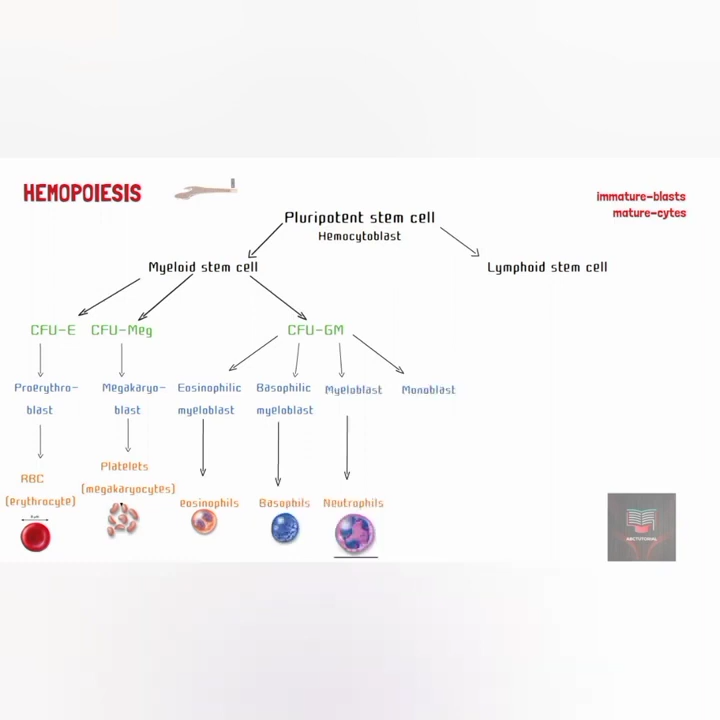 HEMOPOIESIS
immature-blasts
mature-cytes
Pluripotent stem cell
Hemocytoblast
Myeloid stem cell
Lymphoid stem cell
CFU-E
CFU-Meg
CFU-GM
Proerythro-
blast
Megakaryo-
blast
Eosinophilic
myeloblast
Basophilic
myeloblast
Myeloblast
Monoblast
RBC
(erythrocyte)
Platelets
(megakaryocytes)
eosinophils
Basophils
Neutrophils
ABCTUTORIAL